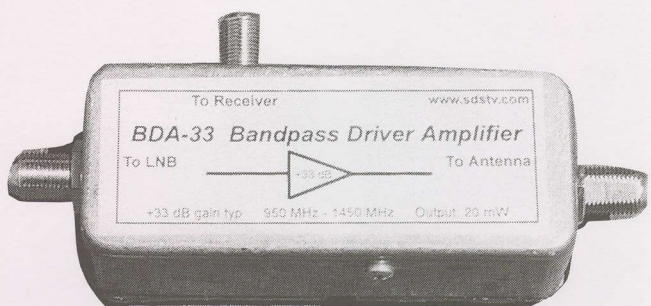 To Receiver www.sdstv.com
BDA-33 Bandpass Driver Amplifier
To LNB To Antenna
+33 dB
+33 dB gain typ 950 MHz - 1450 MHz Output: 20 mW